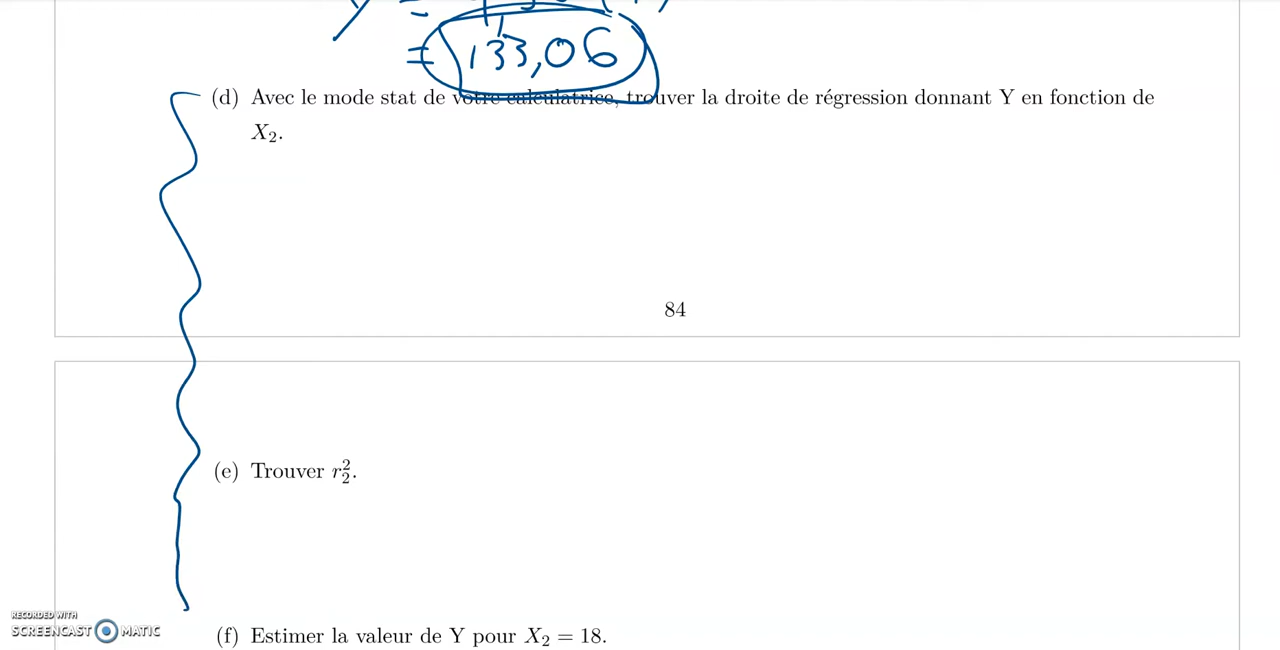 = 133,06
(d) Avec le mode stat de votre calculatrice, trouver la droite de régression donnant Y en fonction de
X₂.
84
(e) Trouver r₂².
RECORDED WITH
SCREENCAST MATIC
(f) Estimer la valeur de Y pour X₂ = 18.